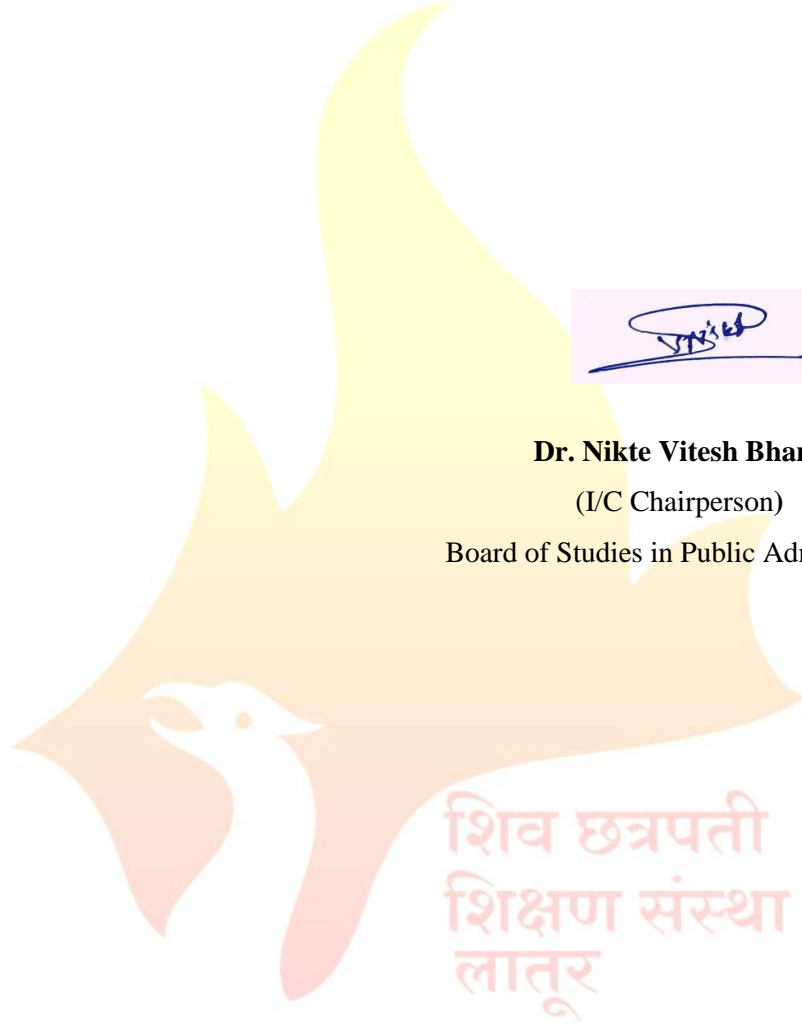 Dr. Nikte Vitesh Bhar
(I/C Chairperson)
Board of Studies in Public Adr
शिव छत्रपती
शिक्षण संस्था
लातूर